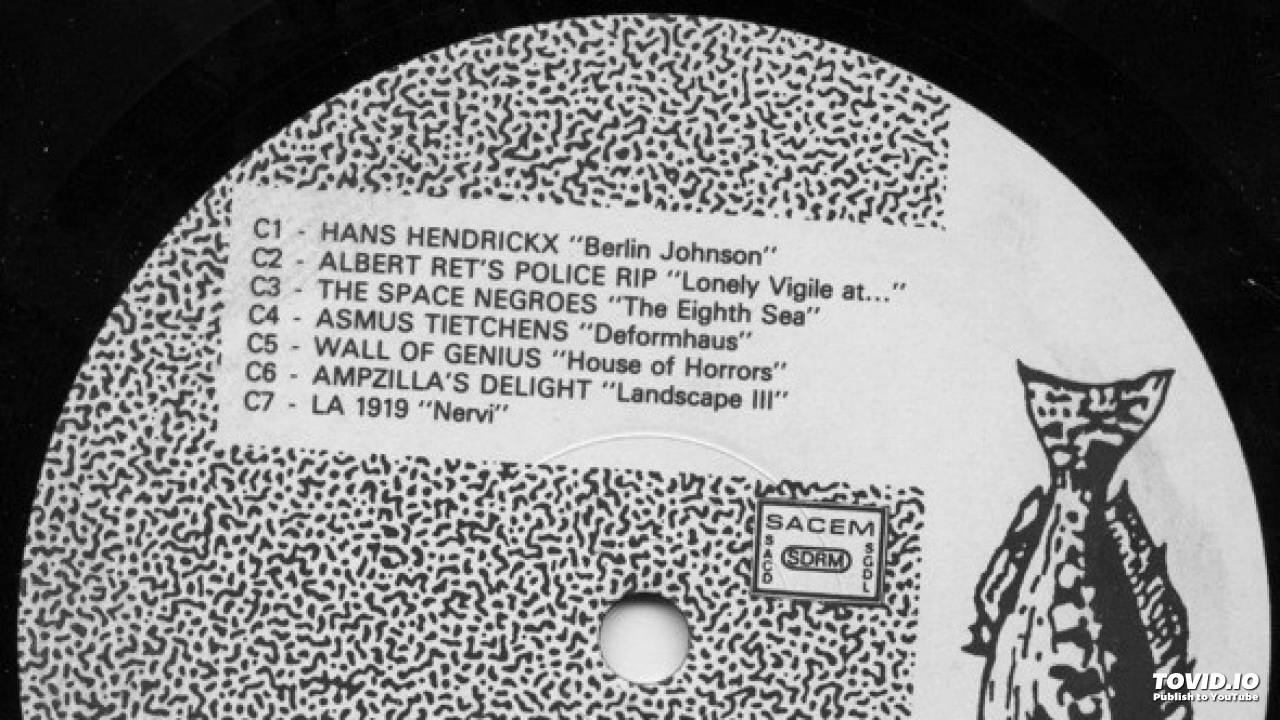 C1 - HANS HENDRICKX "Berlin Johnson"
C2 - ALBERT RET'S POLICE RIP "Lonely Vigile at..."
C3 - THE SPACE NEGROES "The Eighth Sea"
C4 - ASMUS TIETCHENS "Deformhaus"
C5 - WALL OF GENIUS "House of Horrors"
C6 - AMPZILLA'S DELIGHT "Landscape III"
C7 - LA 1919 "Nervi"
SACEM
SACD
SDRM
SGDL
TOVID.IO
Publish to YouTube